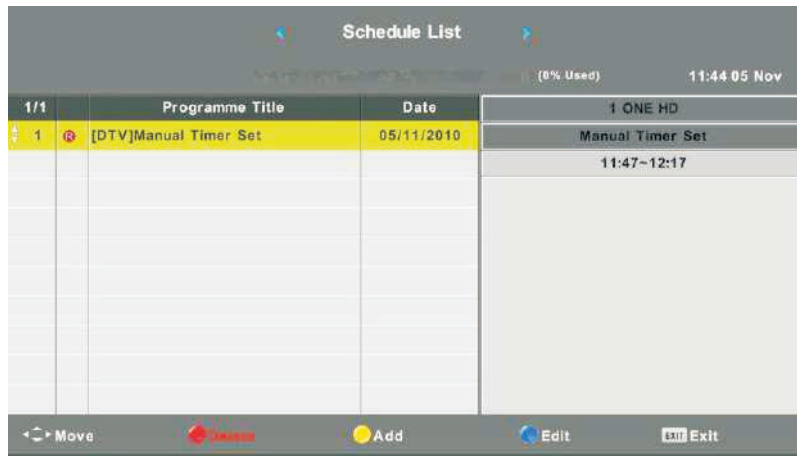 Schedule List
(0% Used) 11:44 05 Nov
1/1 Programme Title Date 1 ONE HD
1 R [DTV]Manual Timer Set 05/11/2010 Manual Timer Set
11:47~12:17
Move Delete Add Edit EXIT Exit